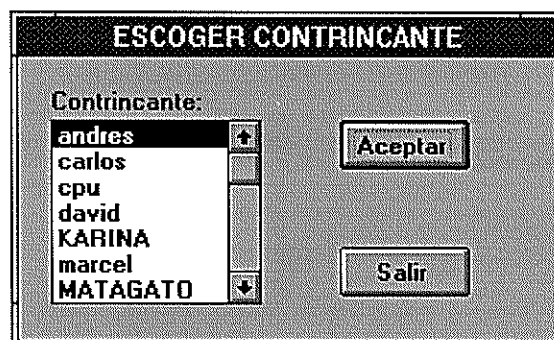 ESCOGER CONTRINCANTE
Contrincante:
andres
carlos
cpu
david
KARINA
marcel
MATAGATO
Aceptar
Salir